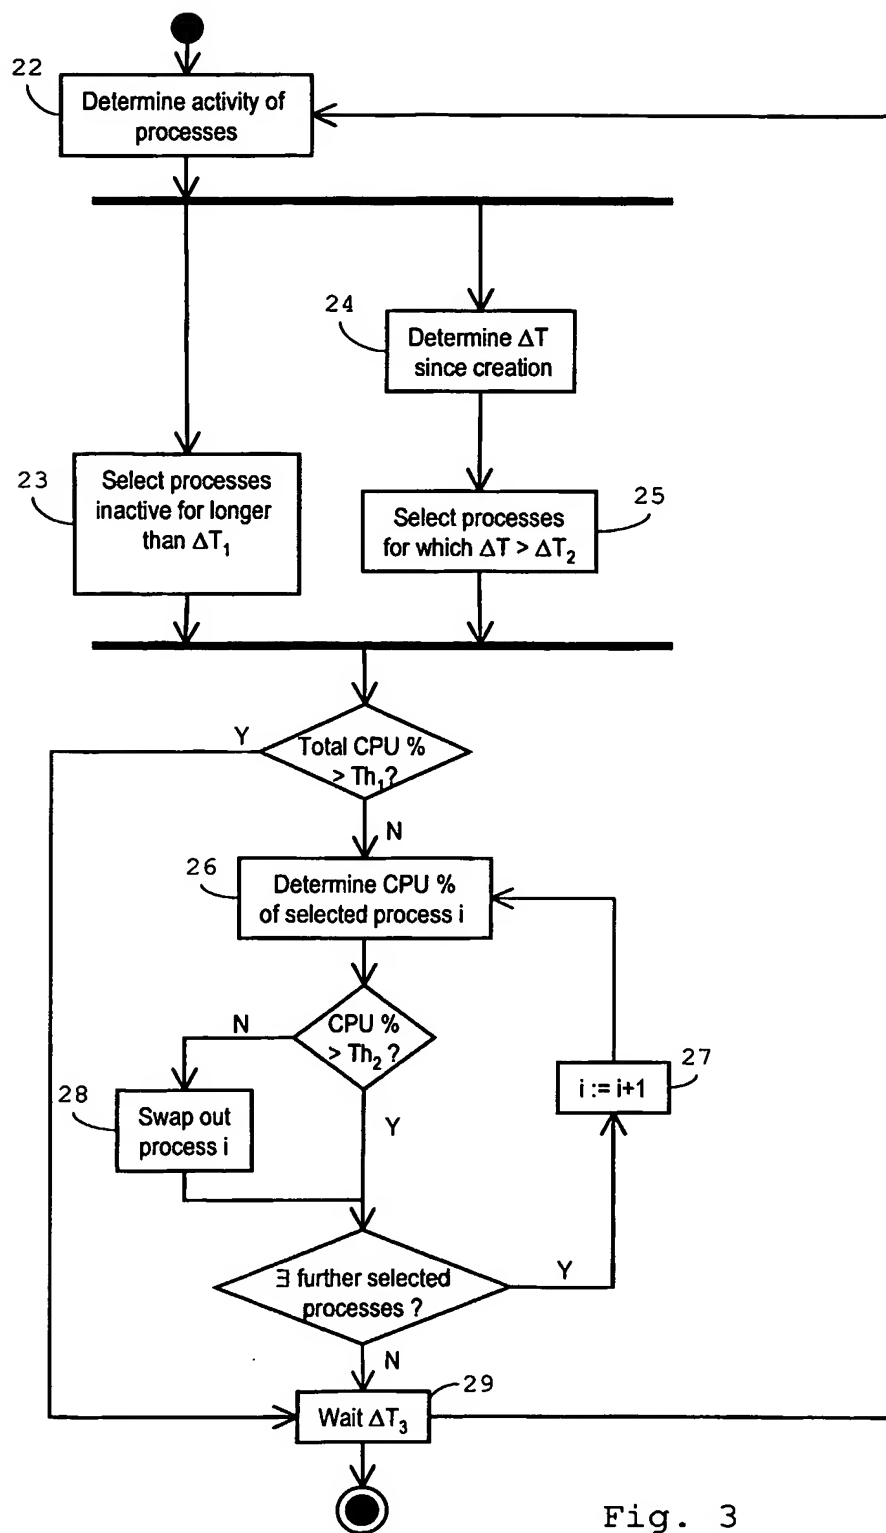 22
Determine activity of
processes
24
Determine ΔT
since creation
23
Select processes
inactive for longer
than ΔT₁
25
Select processes
for which ΔT > ΔT₂
Y
Total CPU %
> Th₁?
N
26
Determine CPU %
of selected process i
N
CPU %
> Th₂ ?
27
i := i+1
28
Swap out
process i
Y
∃ further selected
processes ?
Y
N
29
Wait ΔT₃
Fig. 3